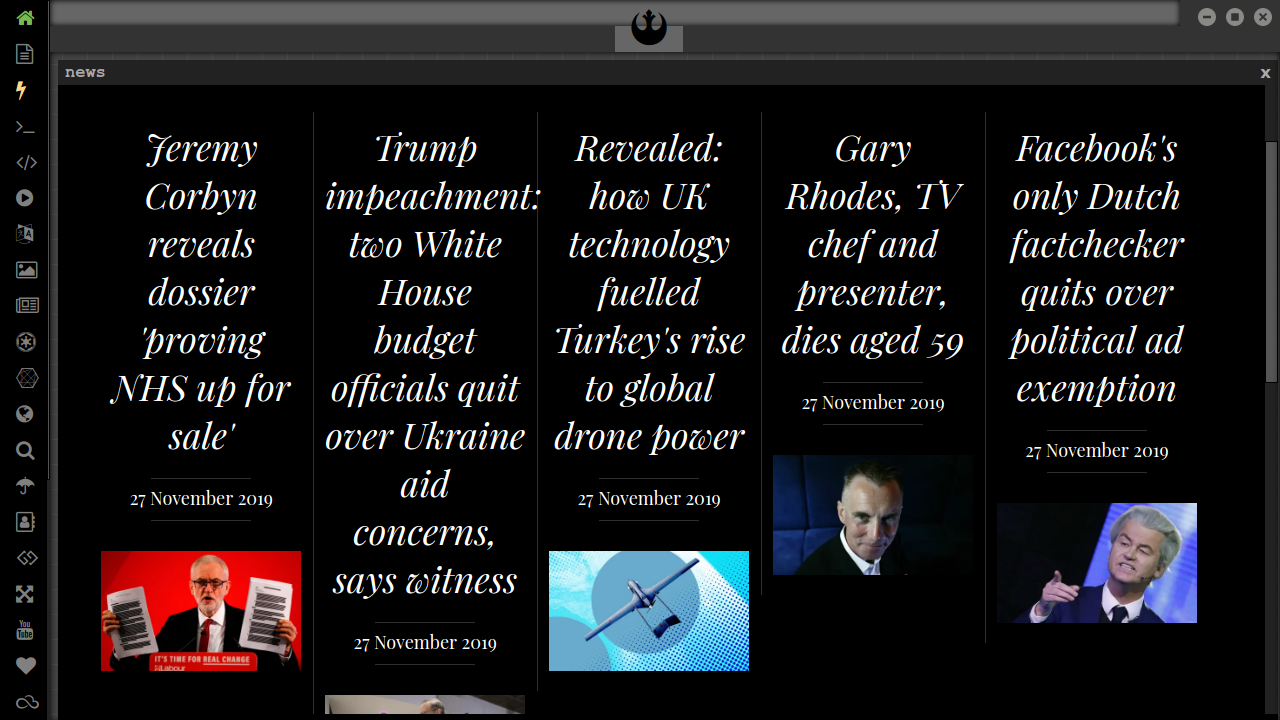 news
x
Jeremy
Corbyn
reveals
dossier
'proving
NHS up for
sale'
27 November 2019
IT'S TIME FOR REAL CHANGE
Labour
Trump
impeachment:
two White
House
budget
officials quit
over Ukraine
aid
concerns,
says witness
27 November 2019
Revealed:
how UK
technology
fuelled
Turkey's rise
to global
drone power
27 November 2019
Gary
Rhodes, TV
chef and
presenter,
dies aged 59
27 November 2019
Facebook's
only Dutch
factchecker
quits over
political ad
exemption
27 November 2019
You
Tube